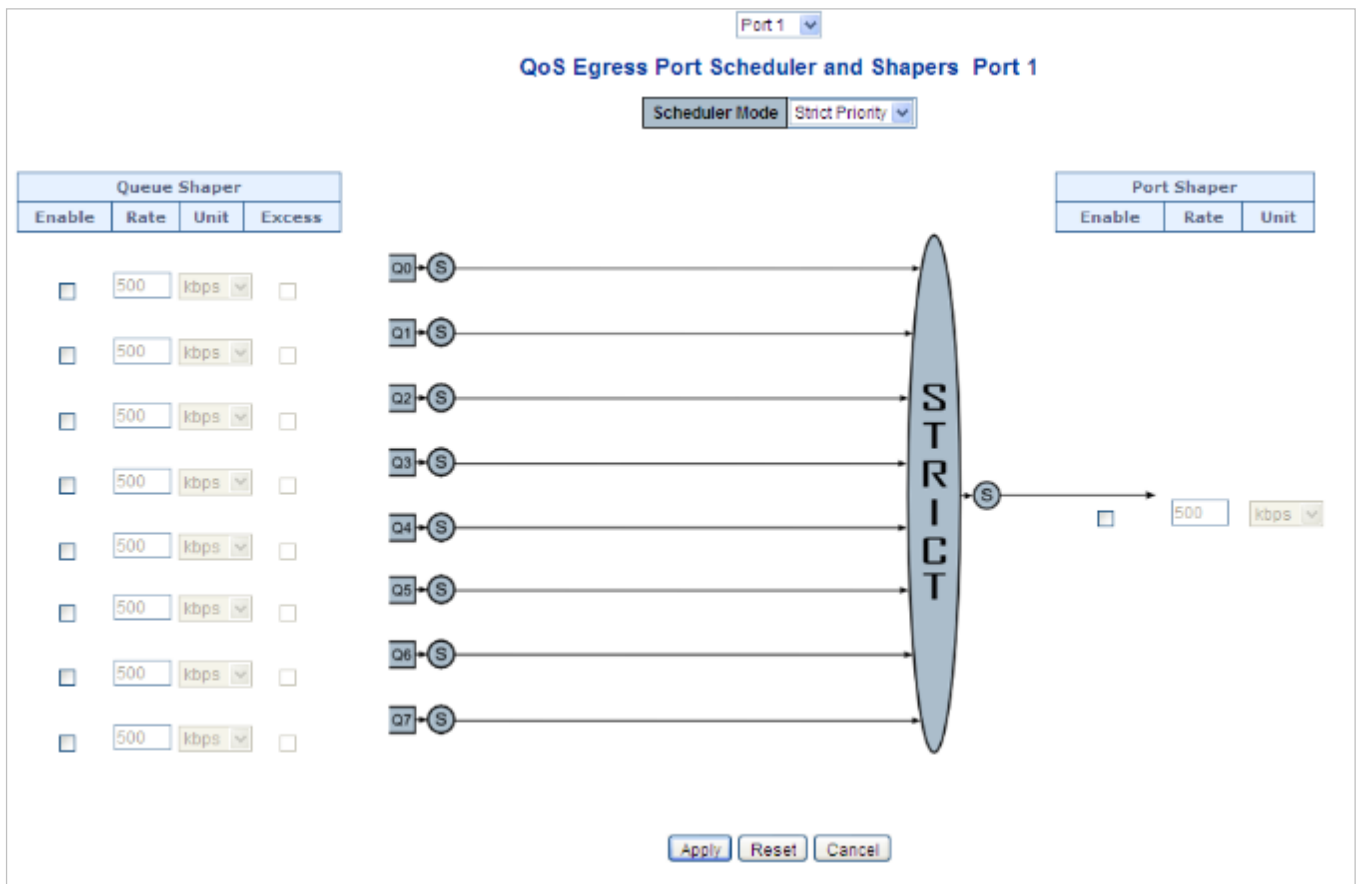 Port 1
QoS Egress Port Scheduler and Shapers Port 1
Scheduler Mode Strict Priority
Queue Shaper
Enable Rate Unit Excess
Port Shaper
Enable Rate Unit
500 kbps
Q0 S
500 kbps
Q1 S
500 kbps
Q2 S
500 kbps
Q3 S
500 kbps
Q4 S
500 kbps
Q5 S
500 kbps
Q6 S
500 kbps
Q7 S
STRICT
S
500 kbps
Apply Reset Cancel